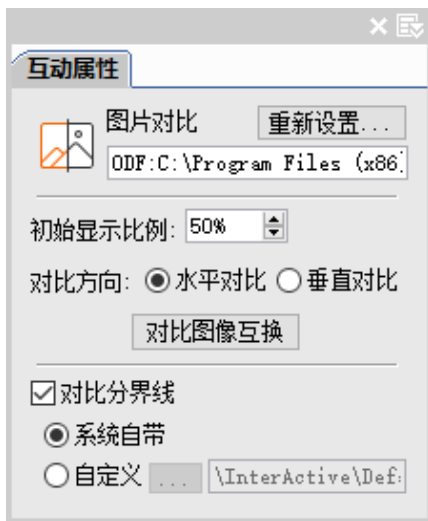 互动属性
图片对比 重新设置...
ODF:C:\Program Files (x86)
初始显示比例: 50%
对比方向: 水平对比 垂直对比
对比图像互换
对比分界线
系统自带
自定义 ... \InterActive\Def